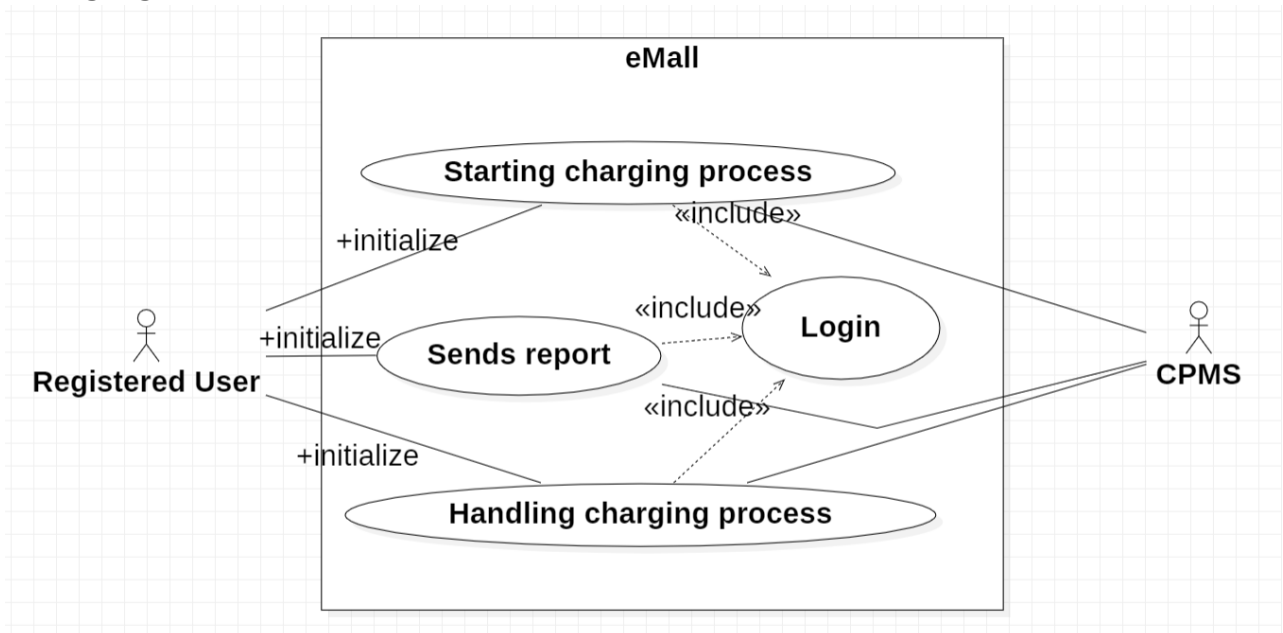 eMall
Starting charging process
«include»
+initialize
«include»
Login
+initialize
Sends report
Registered User
CPMS
«include»
+initialize
Handling charging process